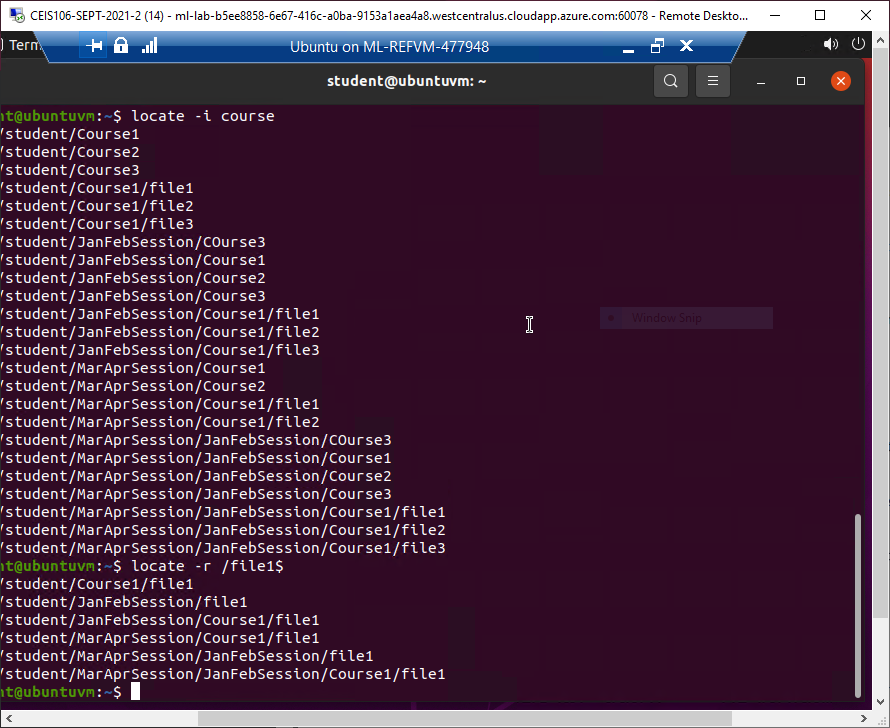 CEIS106-SEPT-2021-2 (14) - ml-lab-b5ee8858-6e67-416c-a0ba-9153a1aea4a8.westcentralus.cloudapp.azure.com:60078 - Remote Deskto...
Term
Ubuntu on ML-REFVM-477948
student@ubuntuvm: ~
nt@ubuntuvm:~$ locate -i course
/student/Course1
/student/Course2
/student/Course3
/student/Course1/file1
/student/Course1/file2
/student/Course1/file3
/student/JanFebSession/COurse3
/student/JanFebSession/Course1
/student/JanFebSession/Course2
/student/JanFebSession/Course3
/student/JanFebSession/Course1/file1
/student/JanFebSession/Course1/file2
/student/JanFebSession/Course1/file3
/student/MarAprSession/Course1
/student/MarAprSession/Course2
/student/MarAprSession/Course1/file1
/student/MarAprSession/Course1/file2
/student/MarAprSession/JanFebSession/COurse3
/student/MarAprSession/JanFebSession/Course1
/student/MarAprSession/JanFebSession/Course2
/student/MarAprSession/JanFebSession/Course3
/student/MarAprSession/JanFebSession/Course1/file1
/student/MarAprSession/JanFebSession/Course1/file2
/student/MarAprSession/JanFebSession/Course1/file3
nt@ubuntuvm:~$ locate -r /file1$
/student/Course1/file1
/student/JanFebSession/file1
/student/JanFebSession/Course1/file1
/student/MarAprSession/Course1/file1
/student/MarAprSession/JanFebSession/file1
/student/MarAprSession/JanFebSession/Course1/file1
nt@ubuntuvm:~$
Window Snip